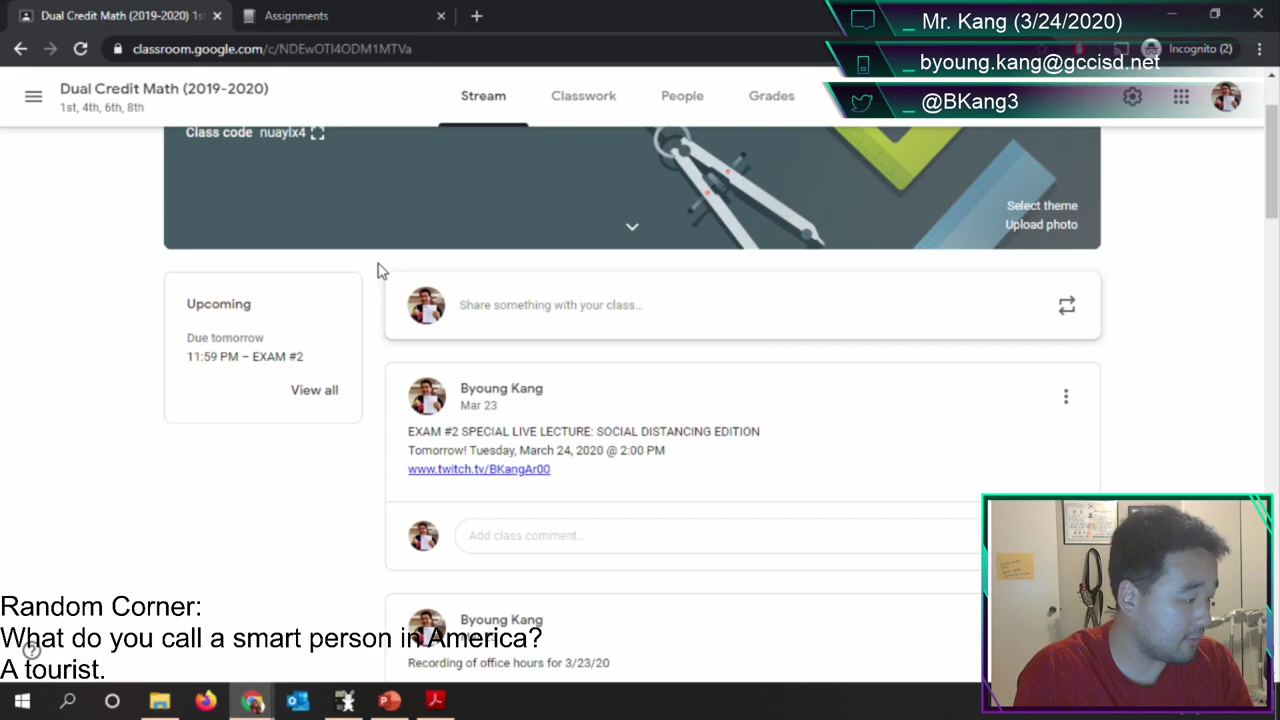 Dual Credit Math (2019-2020) 1s
Assignments
Mr. Kang (3/24/2020)
classroom.google.com/c/NDEwOTI4ODM1MTVa
Incognito (2)
byoung.kang@gccisd.net
@BKang3
Dual Credit Math (2019-2020)
1st, 4th, 6th, 8th
Stream
Classwork
People
Grades
Class code nuaylx4
Select theme
Upload photo
Upcoming
Due tomorrow
11:59 PM – EXAM #2
View all
Share something with your class...
Byoung Kang
Mar 23
EXAM #2 SPECIAL LIVE LECTURE: SOCIAL DISTANCING EDITION
Tomorrow! Tuesday, March 24, 2020 @ 2:00 PM
www.twitch.tv/BKangAr00
Add class comment...
Byoung Kang
Recording of office hours for 3/23/20
Random Corner:
What do you call a smart person in America?
A tourist.